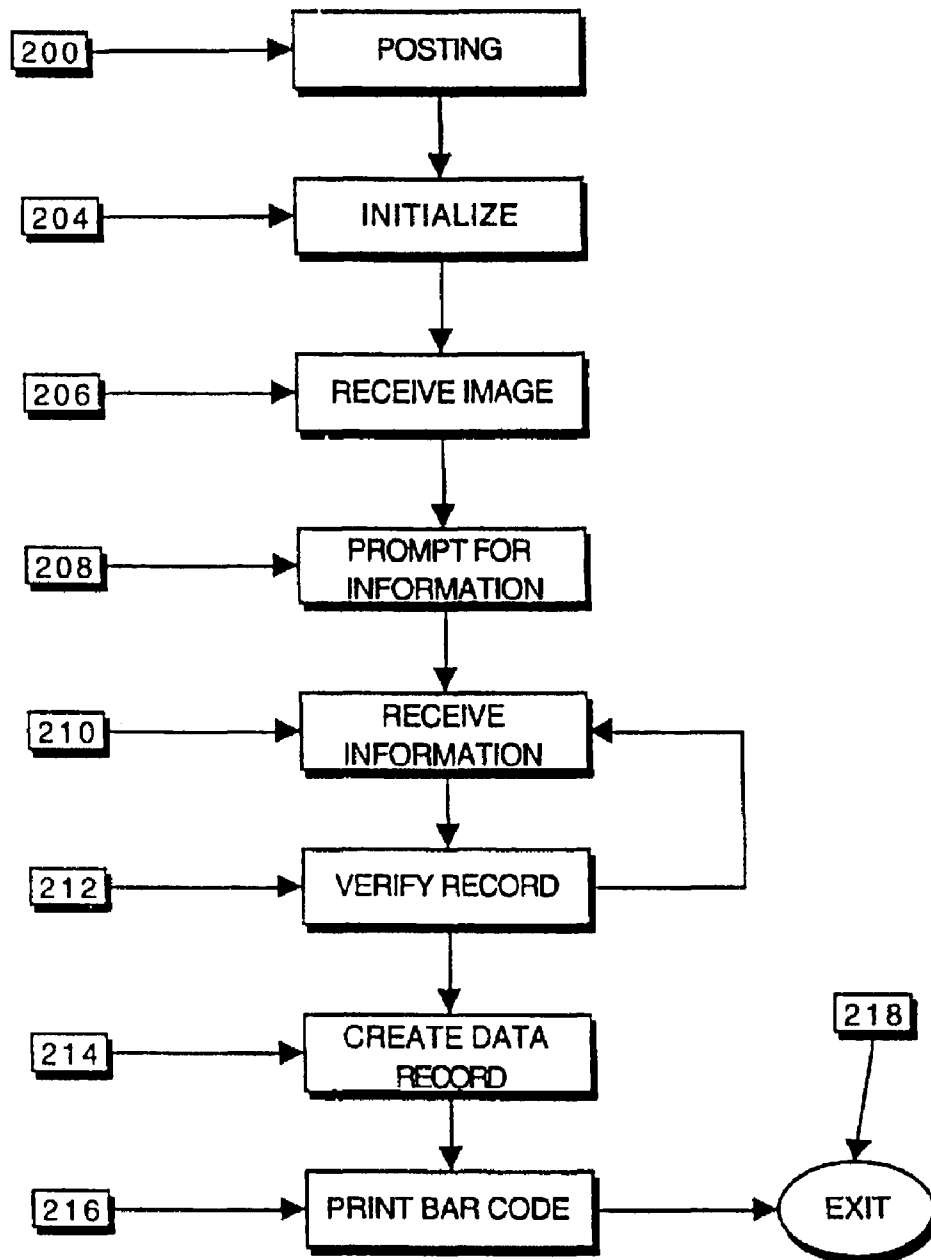 200
POSTING
204
INITIALIZE
206
RECEIVE IMAGE
208
PROMPT FOR
INFORMATION
210
RECEIVE
INFORMATION
212
VERIFY RECORD
214
CREATE DATA
RECORD
216
PRINT BAR CODE
218
EXIT